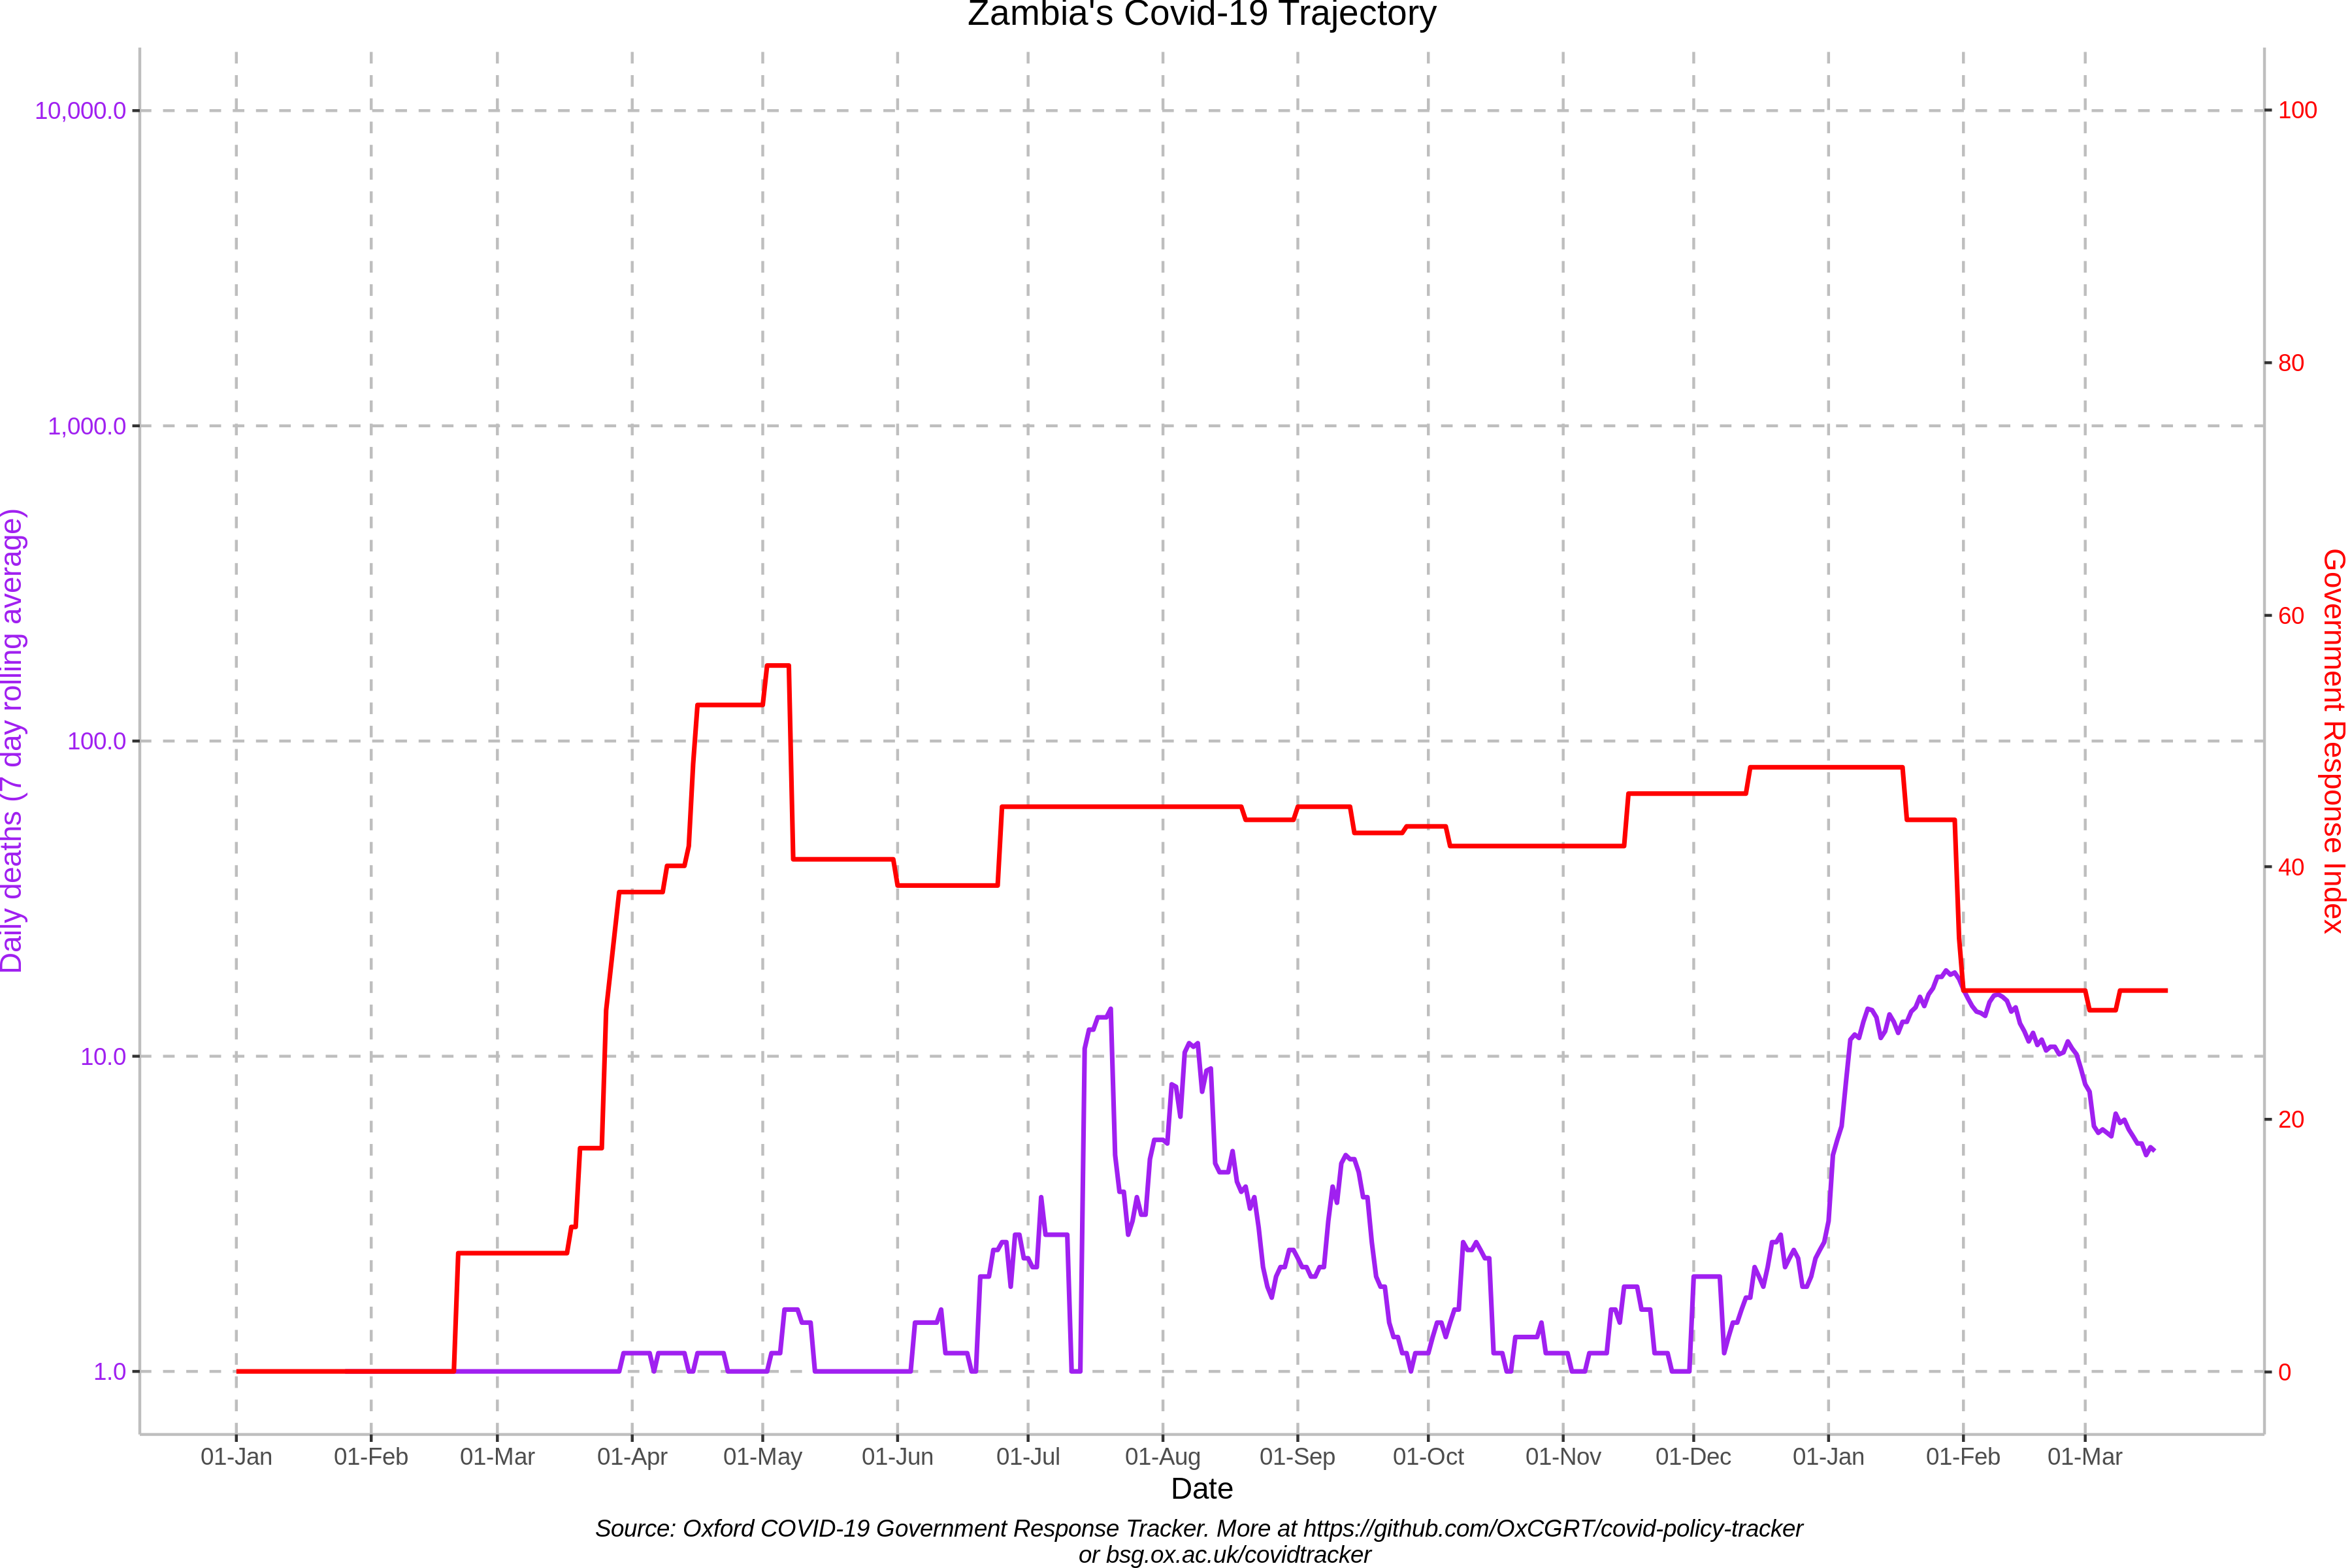 Zambia's Covid-19 Trajectory
10,000.0
1,000.0
100.0
10.0
1.0
Daily deaths (7 day rolling average)
100
80
60
40
20
0
Government Response Index
01-Jan 01-Feb 01-Mar 01-Apr 01-May 01-Jun 01-Jul 01-Aug 01-Sep 01-Oct 01-Nov 01-Dec 01-Jan 01-Feb 01-Mar
Date
Source: Oxford COVID-19 Government Response Tracker. More at https://github.com/OxCGRT/covid-policy-tracker
or bsg.ox.ac.uk/covidtracker